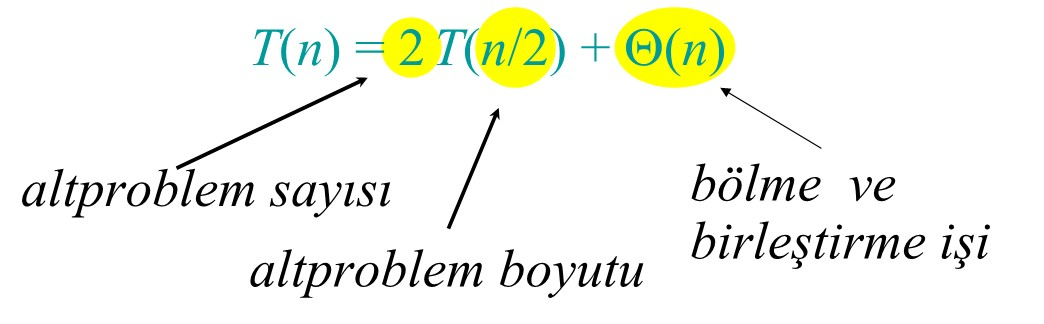 T(n) = 2 T(n/2) + Θ(n)
altproblem sayısı
altproblem boyutu
bölme ve
birleştirme işi